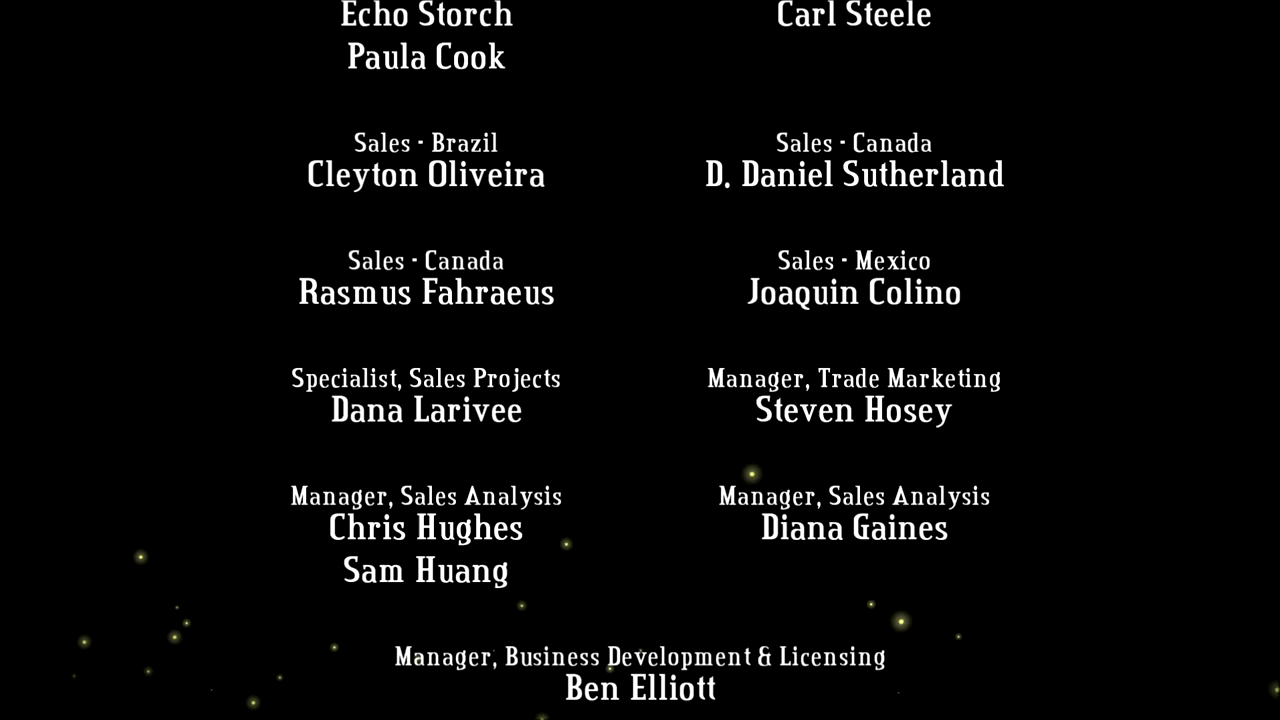 Echo Storch
Paula Cook
Carl Steele
Sales - Brazil
Cleyton Oliveira
Sales - Canada
D. Daniel Sutherland
Sales - Canada
Rasmus Fahraeus
Sales - Mexico
Joaquin Colino
Specialist, Sales Projects
Dana Larivee
Manager, Trade Marketing
Steven Hosey
Manager, Sales Analysis
Chris Hughes
Sam Huang
Manager, Sales Analysis
Diana Gaines
Manager, Business Development & Licensing
Ben Elliott